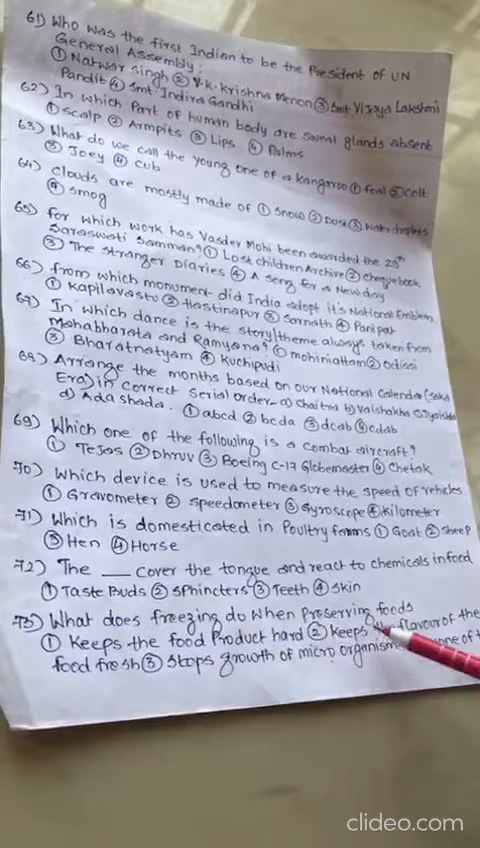 61) Who was the first Indian to be the President of UN
General Assembly:
① Natwar Singh ② V.K. Krishna Menon ③ Smt Vijaya Lakshmi
Pandit ④ Smt Indira Gandhi
62) In which Part of human body are sweat glands absent
① scalp ② Armpits ③ Lips ④ Palms
63) What do we call the young one of a kangaroo ① foal ② Colt
③ Joey ④ Cub
64) Clouds are mostly made of ① Snow ② Dust ③ Water droplets
④ Smog
65) for which work has Vasdev Mohi been awarded the 29th
Saraswati Samman? ① Lost children Archive ② chequebook
③ The stranger Diaries ④ A song for a New day
66) from which monument did India adopt it's National Emblem
① Kapilavastu ② Hastinapur ③ Sarnath ④ Panipat
67) In which dance is the story/theme always taken from
Mahabharata and Ramyana? ① mohiniattam ② odissi
③ Bharatnatyam ④ Kuchipudi
68) Arrange the months based on our National Calendar (Saka
Era) in correct serial order - a) Chaitra b) Vaishakha
d) Adashada. ① abcd ② bcda ③ dcab ④ cdab
69) Which one of the following is a combat aircraft?
① Tejas ② Dhruv ③ Boeing C-17 Globemaster ④ Chetak
70) Which device is used to measure the speed of vehicles
① Gravometer ② Speedometer ③ Gyroscope ④ Kilometer
71) Which is domesticated in Poultry farms ① Goat ② Sheep
③ Hen ④ Horse
72) The __ cover the tongue and react to chemicals in food
① Taste Buds ② Sphincters ③ Teeth ④ Skin
73) What does freezing do when Preserving foods
① Keeps the food Product hard ② Keeps the flavour of the
food fresh ③ Stops growth of micro organisms
clideo.com